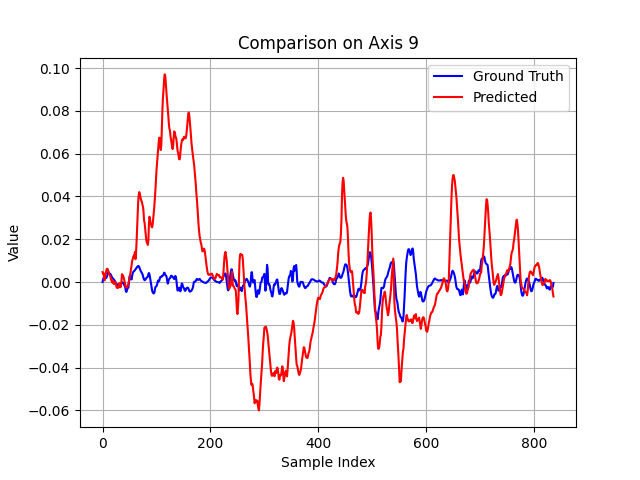 Comparison on Axis 9
Ground Truth
Predicted
Value
0.10
0.08
0.06
0.04
0.02
0.00
−0.02
−0.04
−0.06
0 200 400 600 800
Sample Index